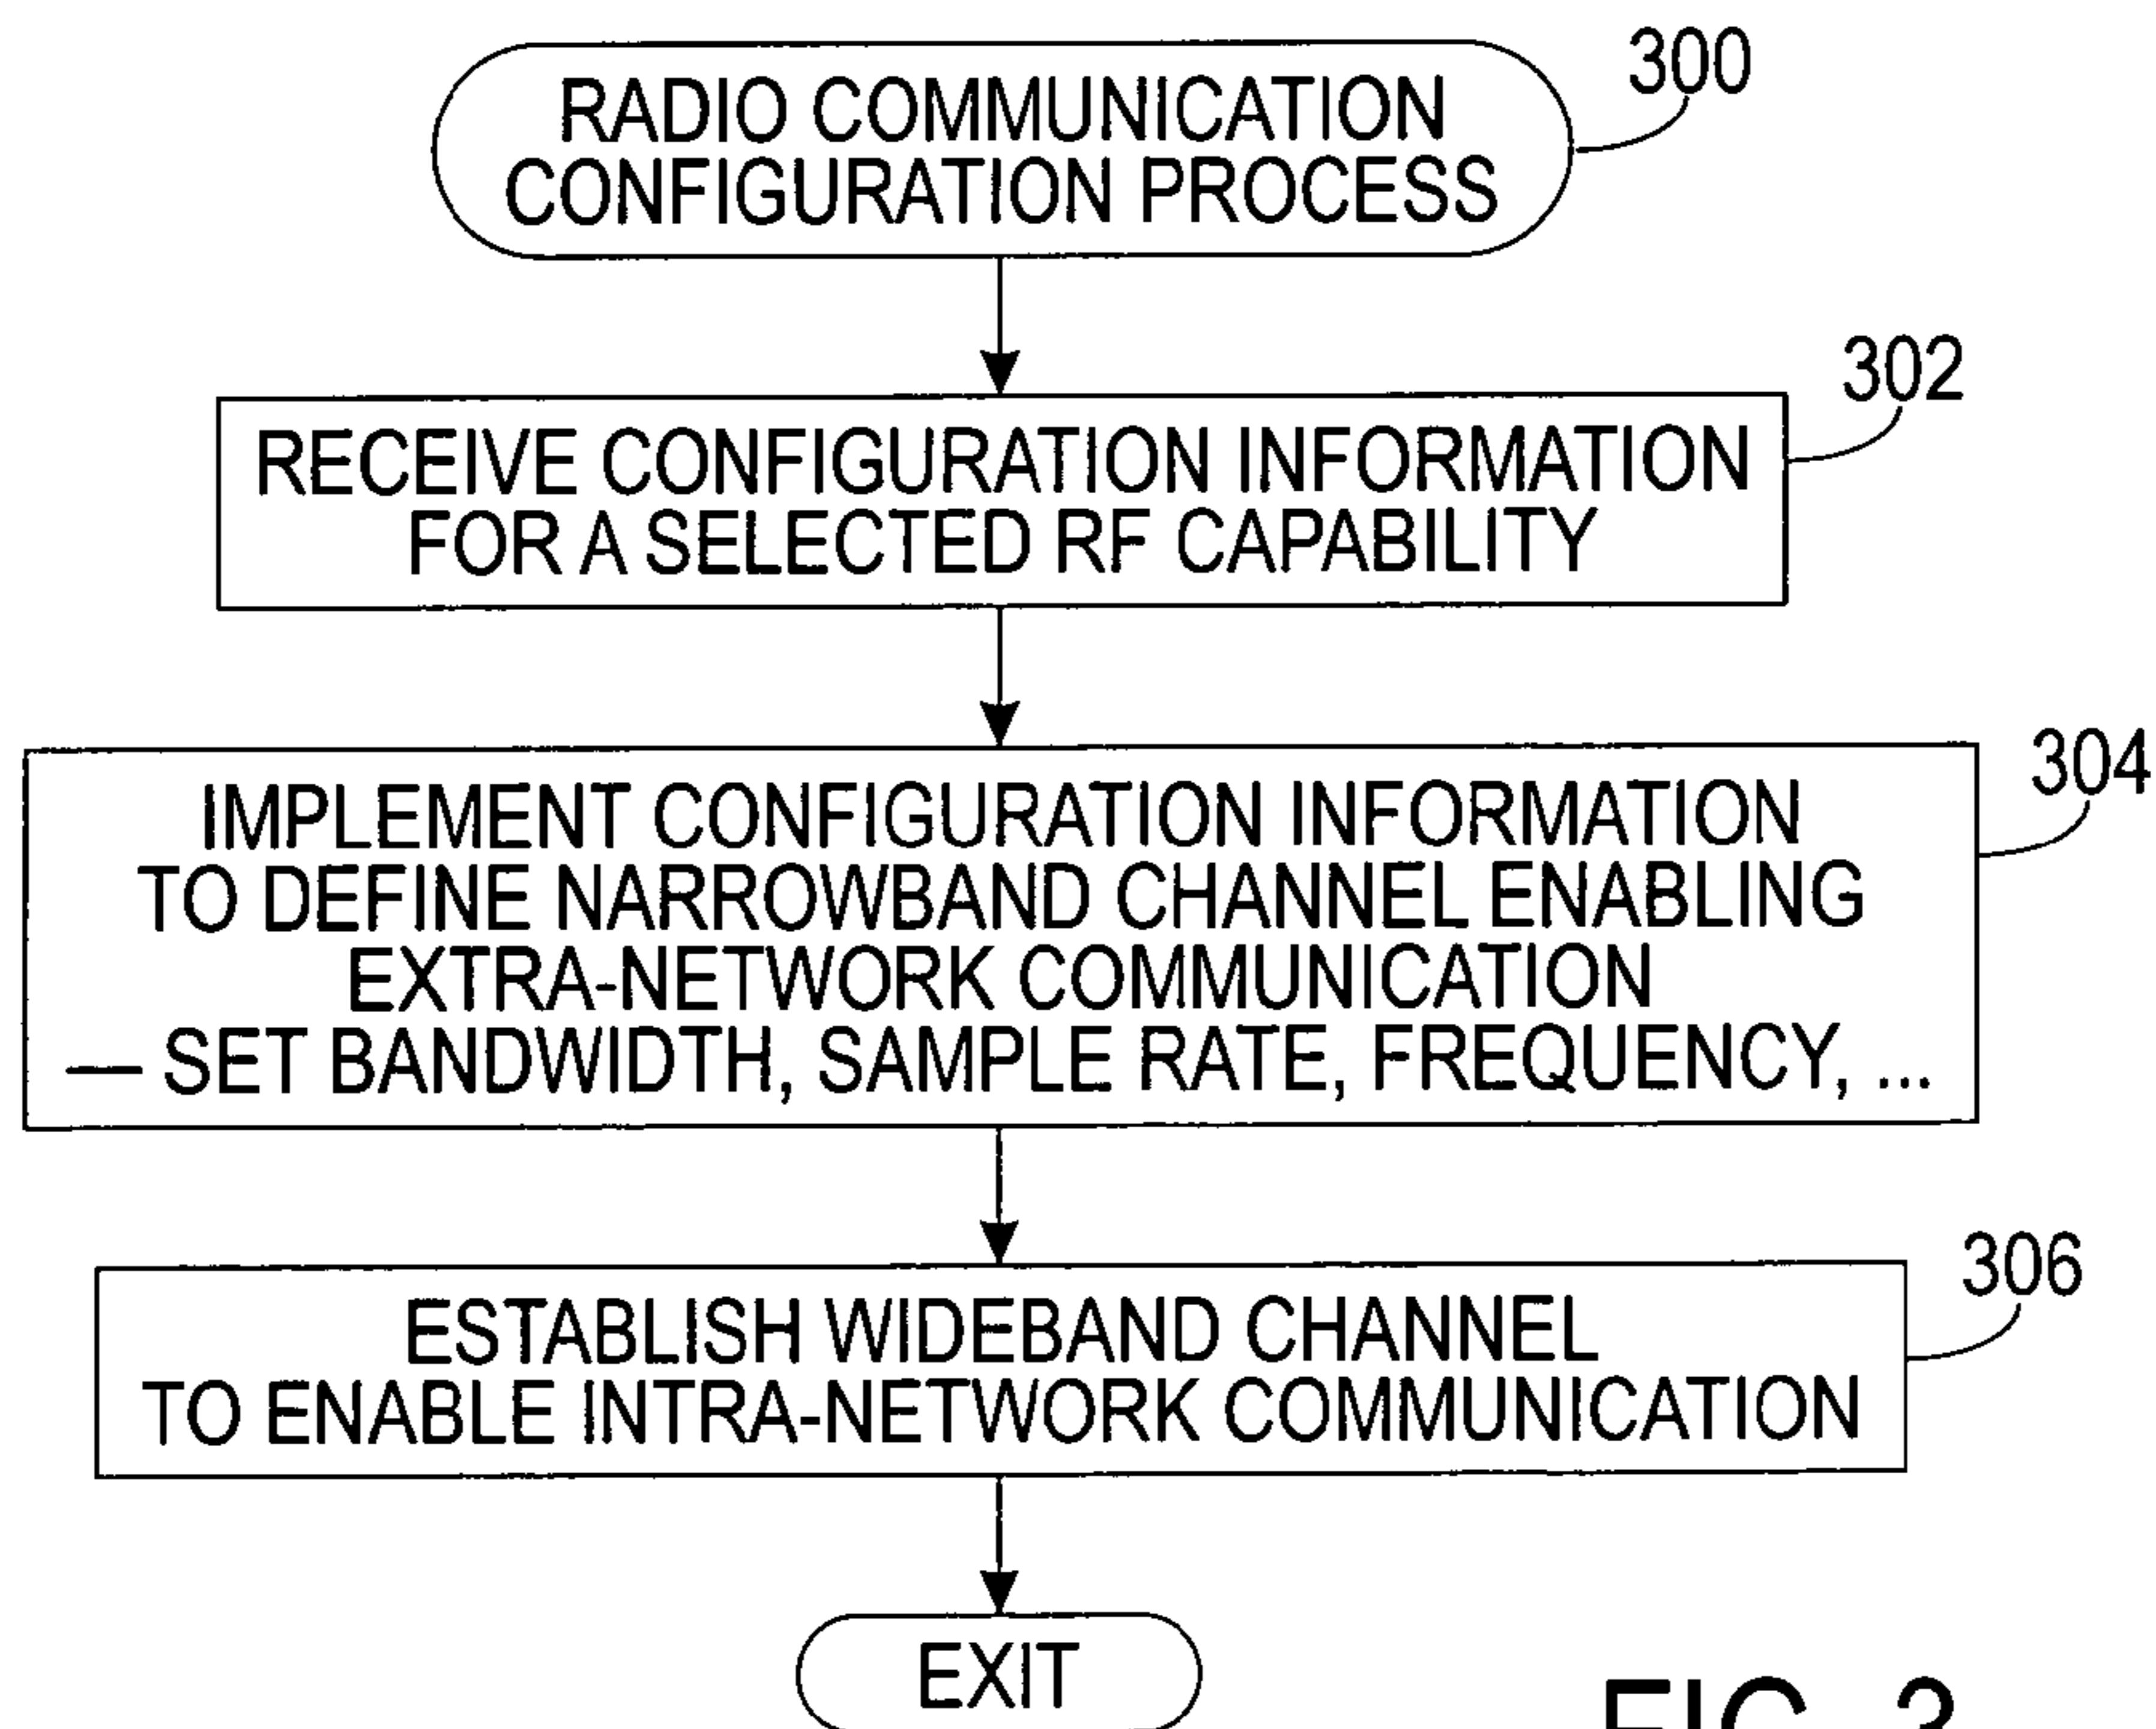 RADIO COMMUNICATION
CONFIGURATION PROCESS
300
RECEIVE CONFIGURATION INFORMATION
FOR A SELECTED RF CAPABILITY
302
IMPLEMENT CONFIGURATION INFORMATION
TO DEFINE NARROWBAND CHANNEL ENABLING
EXTRA-NETWORK COMMUNICATION
— SET BANDWIDTH, SAMPLE RATE, FREQUENCY, ...
304
ESTABLISH WIDEBAND CHANNEL
TO ENABLE INTRA-NETWORK COMMUNICATION
306
EXIT
FIG. 3